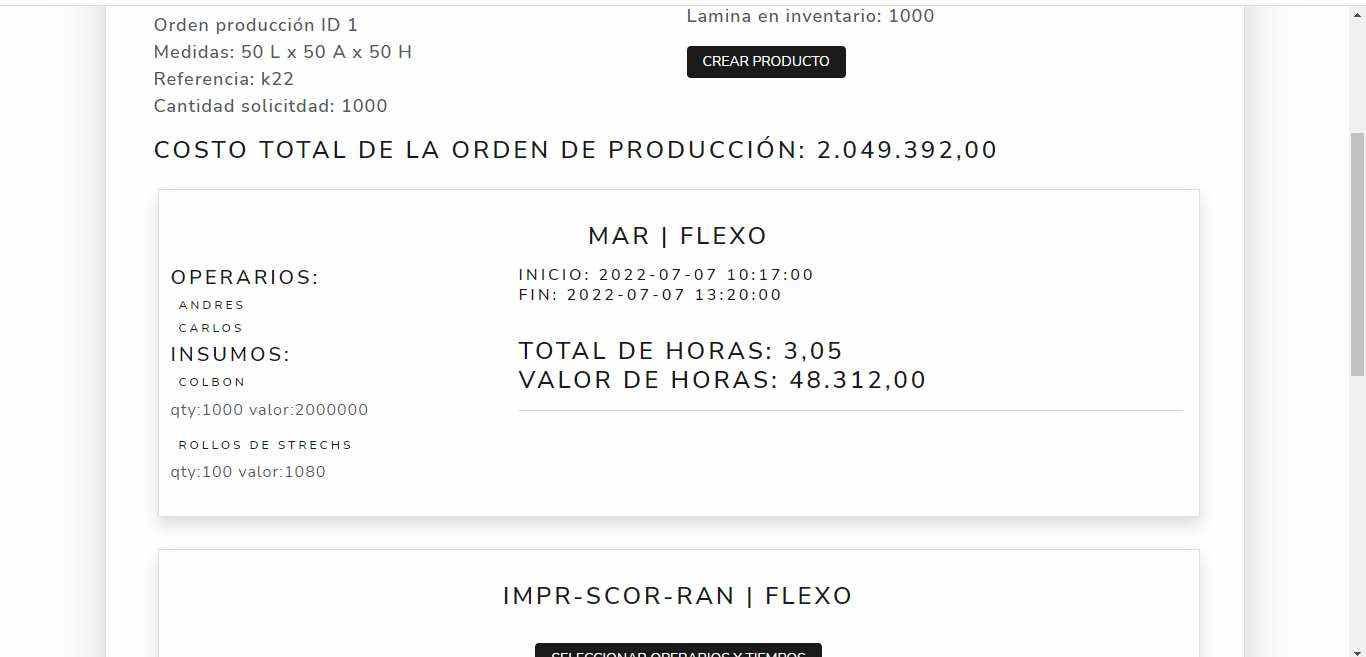 Orden producción ID 1
Medidas: 50 L x 50 A x 50 H
Referencia: k22
Cantidad solicitdad: 1000
Lamina en inventario: 1000
CREAR PRODUCTO
COSTO TOTAL DE LA ORDEN DE PRODUCCIÓN: 2.049.392,00
MAR | FLEXO
OPERARIOS:
ANDRES
CARLOS
INSUMOS:
COLBON
qty:1000 valor:2000000
ROLLOS DE STRECHS
qty:100 valor:1080
INICIO: 2022-07-07 10:17:00
FIN: 2022-07-07 13:20:00
TOTAL DE HORAS: 3,05
VALOR DE HORAS: 48.312,00
IMPR-SCOR-RAN | FLEXO
SELECCIONAR OPERARIOS Y TIEMPOS